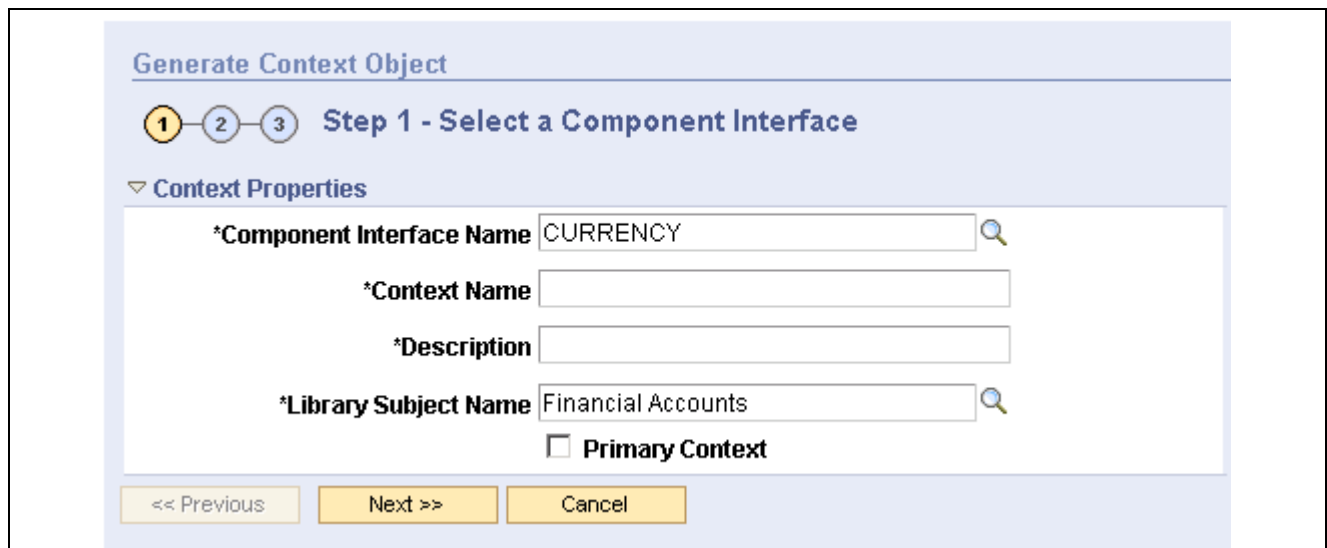 Generate Context Object
1 2 3 Step 1 - Select a Component Interface
Context Properties
*Component Interface Name CURRENCY
*Context Name
*Description
*Library Subject Name Financial Accounts
Primary Context
<< Previous Next >> Cancel